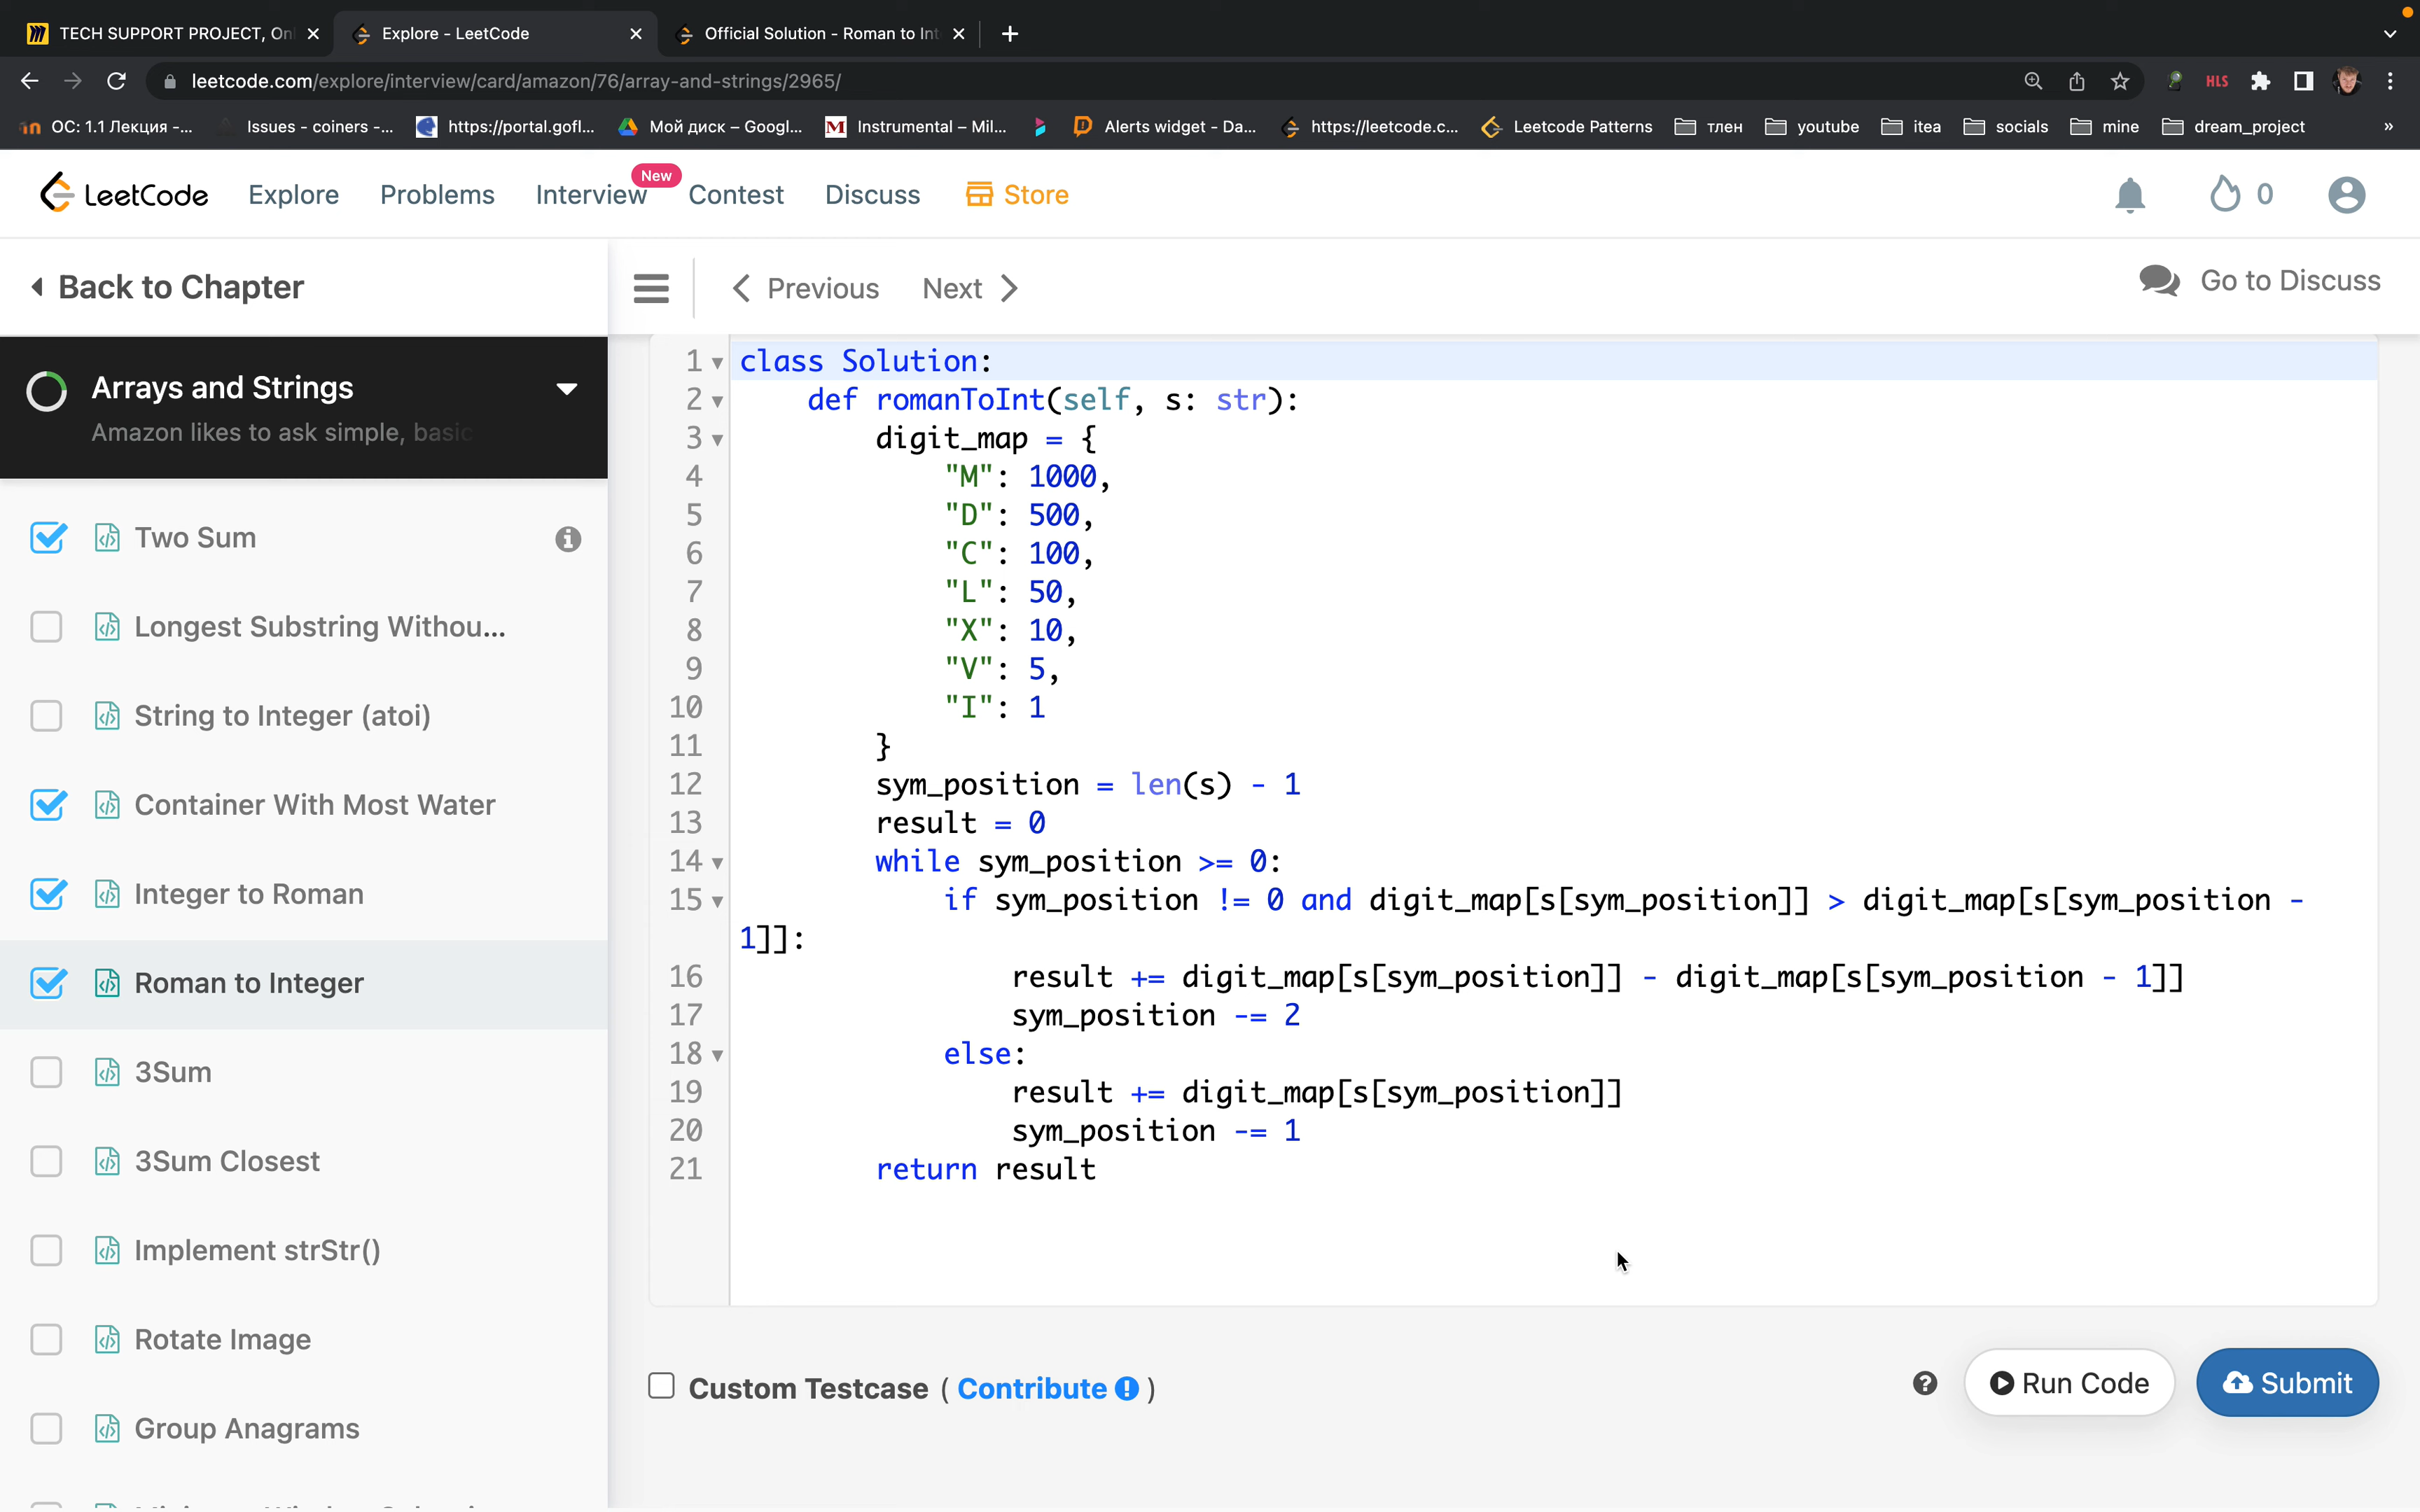 TECH SUPPORT PROJECT, Onl
Explore - LeetCode
Official Solution - Roman to Int
leetcode.com/explore/interview/card/amazon/76/array-and-strings/2965/
HLS
ОС: 1.1 Лекция -...
Issues - coiners -...
https://portal.gofl...
Мой диск – Googl...
Instrumental – Mil...
Alerts widget - Da...
https://leetcode.c...
Leetcode Patterns
тлен
youtube
itea
socials
mine
dream_project
»
LeetCode
Explore
Problems
Interview
New
Contest
Discuss
Store
0
Back to Chapter
Previous
Next
Go to Discuss
Arrays and Strings
Amazon likes to ask simple, basic
Two Sum
Longest Substring Withou...
String to Integer (atoi)
Container With Most Water
Integer to Roman
Roman to Integer
3Sum
3Sum Closest
Implement strStr()
Rotate Image
Group Anagrams
1 class Solution:
2 def romanToInt(self, s: str):
3 digit_map = {
4 "M": 1000,
5 "D": 500,
6 "C": 100,
7 "L": 50,
8 "X": 10,
9 "V": 5,
10 "I": 1
11 }
12 sym_position = len(s) - 1
13 result = 0
14 while sym_position >= 0:
15 if sym_position != 0 and digit_map[s[sym_position]] > digit_map[s[sym_position -
1]]:
16 result += digit_map[s[sym_position]] - digit_map[s[sym_position - 1]]
17 sym_position -= 2
18 else:
19 result += digit_map[s[sym_position]]
20 sym_position -= 1
21 return result
Custom Testcase ( Contribute )
Run Code
Submit